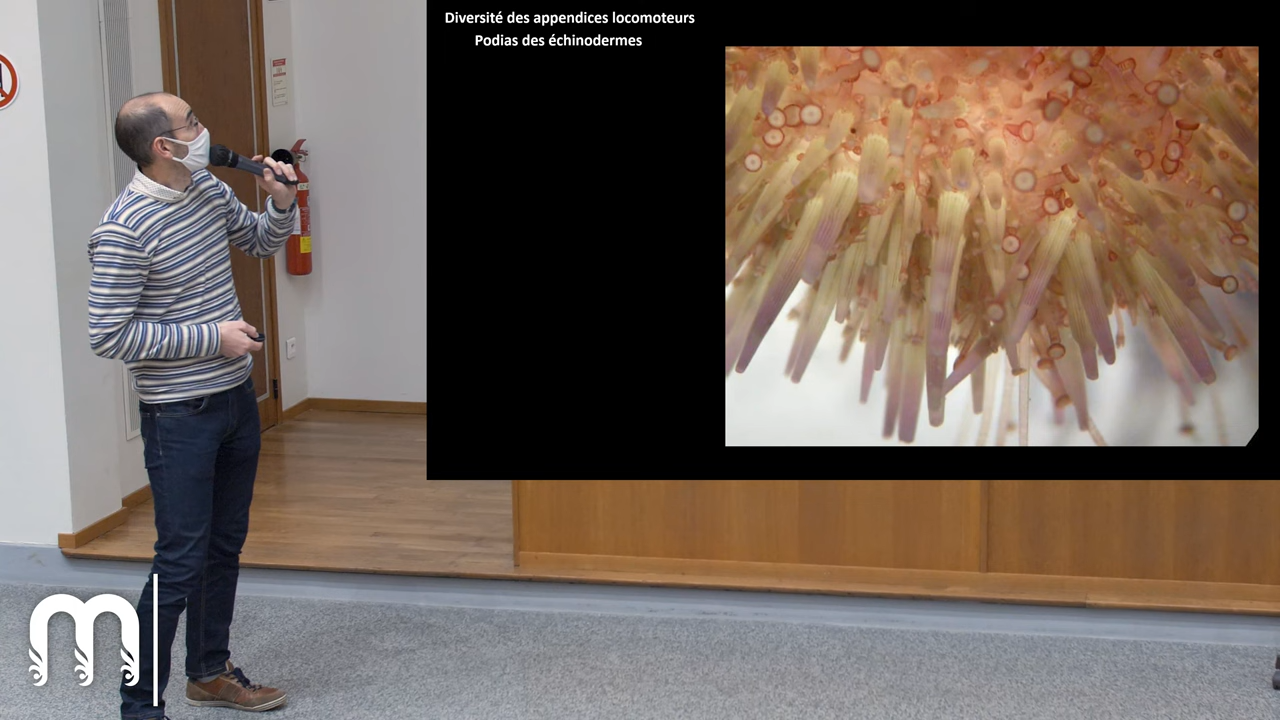 Diversité des appendices locomoteurs
Podias des échinodermes
m